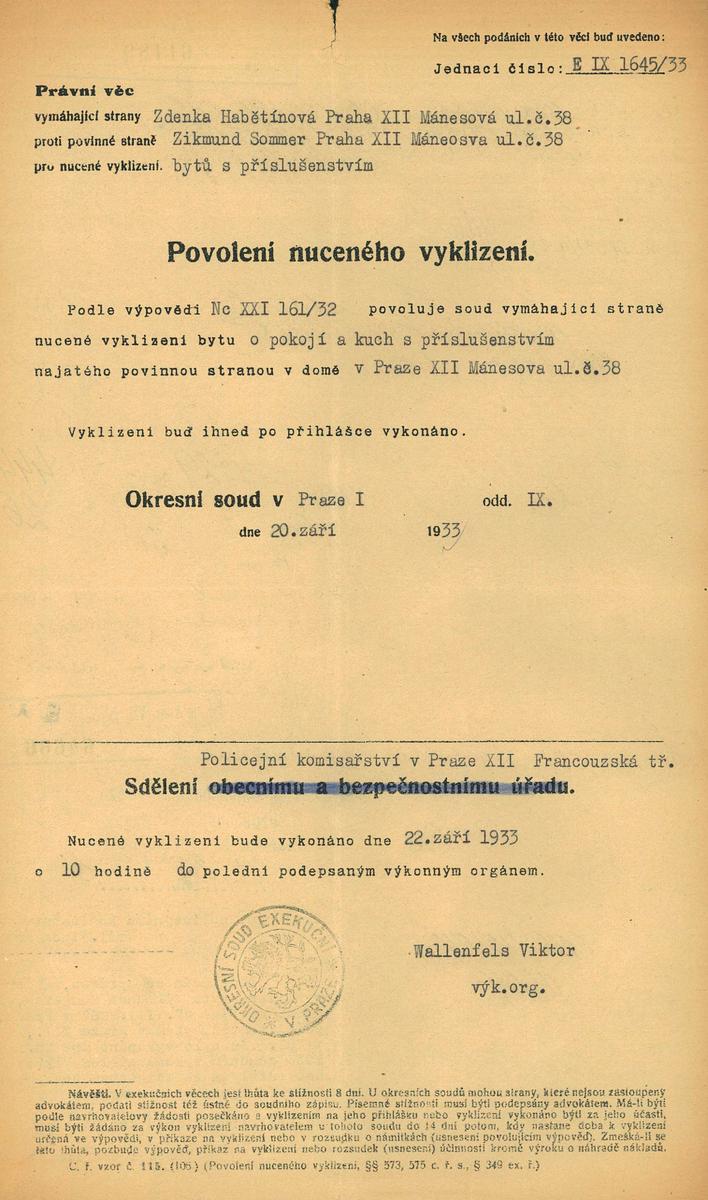 Na všech podáních v této věci buď uvedeno:
Jednací číslo: E IX 1645/33
Právní věc
vymáhající strany Zdenka Habětínová Praha XII Mánesová ul.č.38
proti povinné straně Zikmund Sommer Praha XII Máneosva ul.č.38
pro nucené vyklizení. bytů s příslušenstvím
Povolení nuceného vyklizení.
Podle výpovědi Nc XXI 161/32 povoluje soud vymáhající straně
nucené vyklizení bytu o pokoji a kuch s příslušenstvím
najatého povinnou stranou v domě v Praze XII Mánesova ul.č.38
Vyklizení buď ihned po přihlášce vykonáno.
Okresní soud v Praze I odd. IX.
dne 20.září 1933
Policejní komisařství v Praze XII Francouzská tř.
Sdělení obecnímu a bezpečnostnímu úřadu.
Nucené vyklizení bude vykonáno dne 22.září 1933
o 10 hodině do polední podepsaným výkonným orgánem.
OKRESNÍ SOUD EXEKUČNÍ V PRAZE
Wallenfels Viktor
výk.org.
Návěští. V exekučních věcech jest lhůta ke stížnosti 8 dní. U okresních soudů mohou strany, které nejsou zastoupeny
advokátem, podati stížnost též ústně do soudního zápisu. Písemné stížnosti musí býti podepsány advokátem. Má-li býti
podle navrhovatelovy žádosti posečkáno s vyklizením na jeho přihlášku nebo vyklizení vykonáno býti za jeho účasti,
musí býti žádáno za výkon vyklizení navrhovatelem u tohoto soudu do 14 dní potom, kdy nastane doba k vyklizení
určená ve výpovědi, v příkaze na vyklizení nebo v rozsudku o námitkách (usnesení povolujícím výpověď). Zmešká-li se
tato lhůta, pozbude výpověď, příkaz na vyklizení nebo rozsudek (usnesení) účinnosti kromě výroku o náhradě nákladů.
C. ř. vzor č. 115. (106) (Povolení nuceného vyklizení, §§ 573, 575 c. ř. s., § 349 ex. ř.)